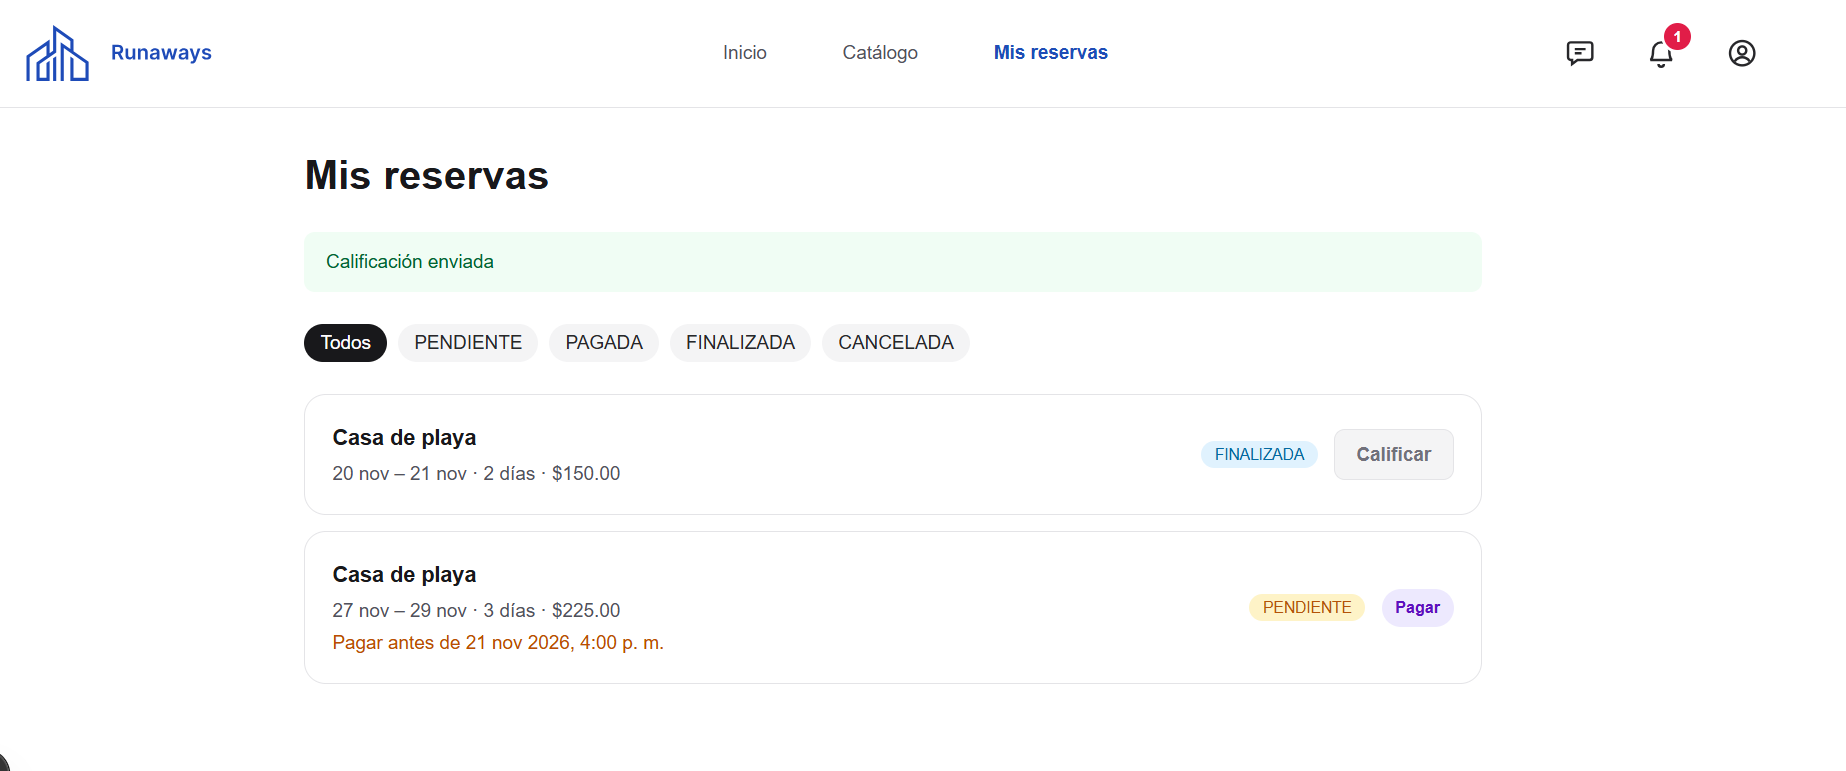 Runaways
Inicio
Catálogo
Mis reservas
1
Mis reservas
Calificación enviada
Todos
PENDIENTE
PAGADA
FINALIZADA
CANCELADA
Casa de playa
20 nov – 21 nov · 2 días · $150.00
FINALIZADA
Calificar
Casa de playa
27 nov – 29 nov · 3 días · $225.00
Pagar antes de 21 nov 2026, 4:00 p. m.
PENDIENTE
Pagar